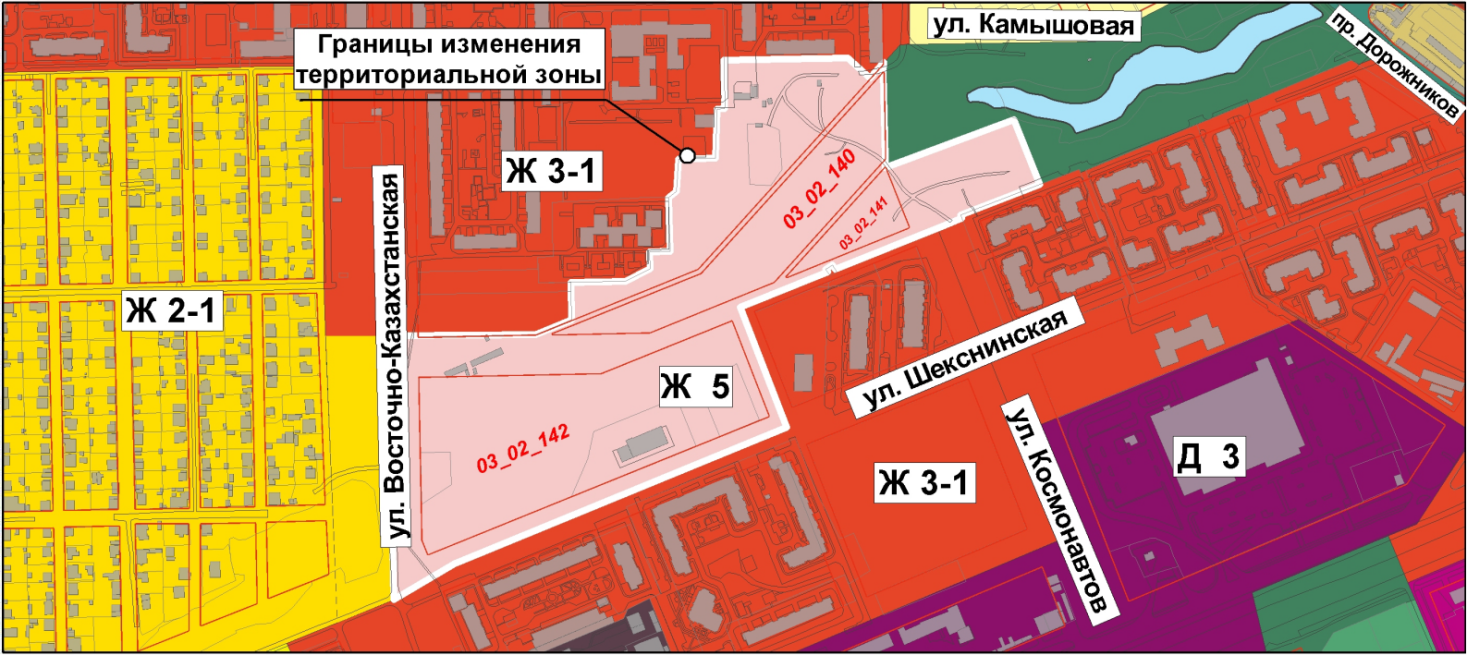 ул. Камышовая
пр. Дорожников
Границы изменения
территориальной зоны
Ж 3-1
03_02_140
03_02_141
ул. Восточно-Казахстанская
Ж 2-1
ул. Шекснинская
Ж 5
03_02_142
ул. Космонавтов
Д 3
Ж 3-1